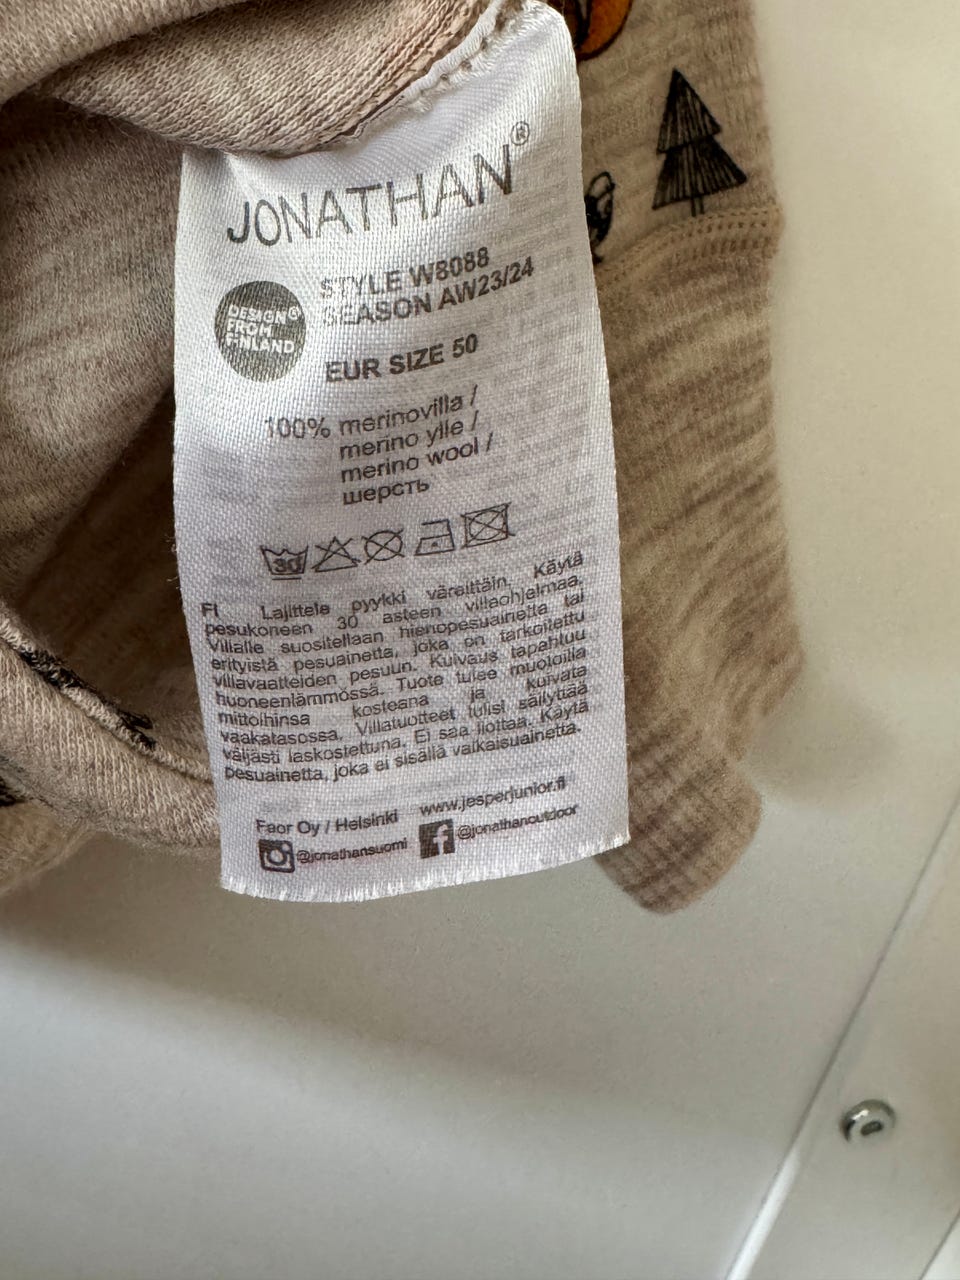 JONATHAN®
DESIGN®
FROM
FINLAND
STYLE W8088
SEASON AW23/24
EUR SIZE 50
100% merinovilla /
merino ylle /
merino wool /
шерсть
30
FI Lajittele pyykki väreittäin. Käytä
pesukoneen 30 asteen villaohjelmaa.
Villalle suositellaan hienopesuainetta tai
erityistä pesuainetta, joka on tarkoitettu
villavaatteiden pesuun. Kuivaus tapahtuu
huoneenlämmössä. Tuote tulee muotoilla
mittoihinsa kosteana ja kuivata
vaakatasossa. Villatuotteet tulisi säilyttää
väljästi laskostettuna. Ei saa liottaa. Käytä
pesuainetta, joka ei sisällä valkaisuainetta.
Feor Oy / Helsinki www.jesperjunior.fi
@jonathansuomi @jonathanoutdoor